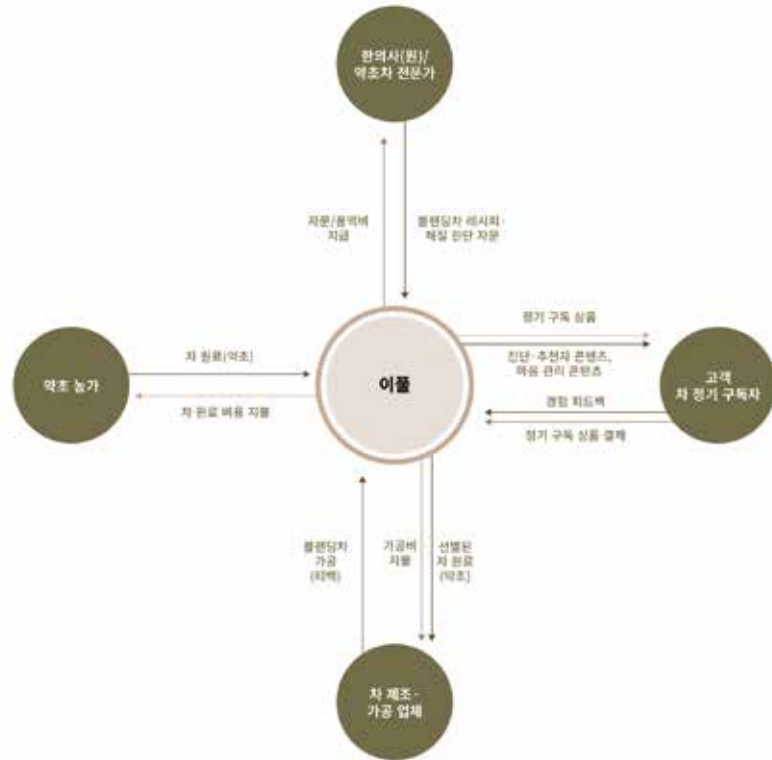 한의사(원)/
약초차 전문가
자문/용역비
지급
블렌딩차 레시피·
체질 진단 자문
정기 구독 상품
차 원료(약초)
이풀
진단·추천차 콘텐츠,
마음 관리 콘텐츠
약초 농가
고객
차 정기 구독자
경험 피드백
차 원료 비용 지불
정기 구독 상품 결제
블렌딩차
가공
(티백)
가공비
지불
선별된
차 원료
(약초)
차 제조·
가공 업체